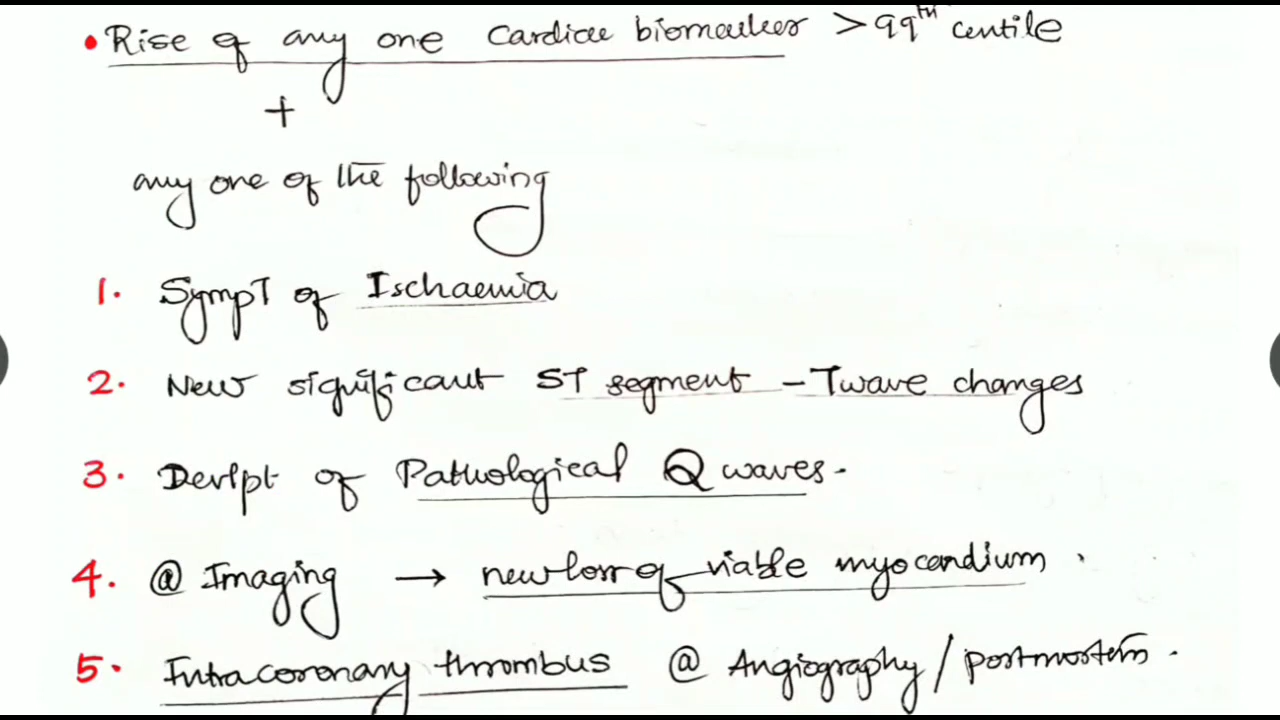 • Rise of any one cardiac biomarker > 99th centile
+
any one of the following
1. Sympt of Ischaemia
2. New significant ST segment - T wave changes
3. Devlpt of Pathological Q waves.
4. @ Imaging → new loss of viable myocardium.
5. Intracoronary thrombus @ Angiography / postmortem.